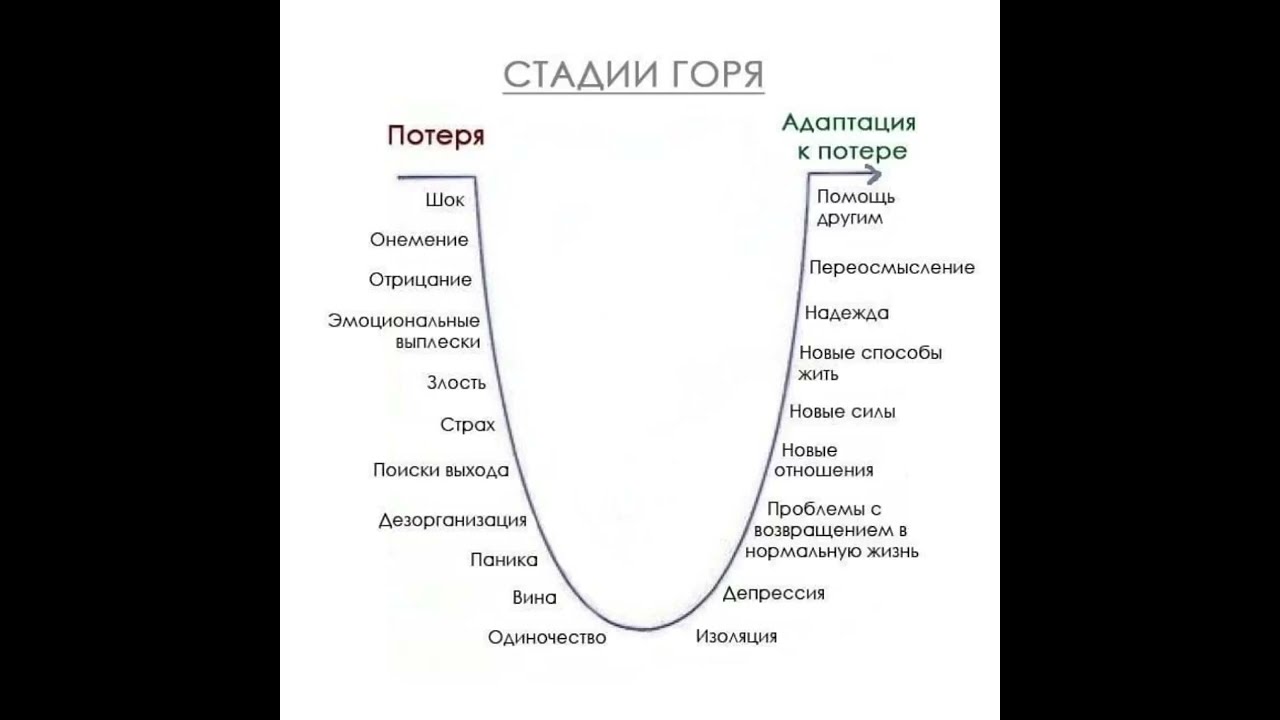 СТАДИИ ГОРЯ
Потеря
Шок
Онемение
Отрицание
Эмоциональные
выплески
Злость
Страх
Поиски выхода
Дезорганизация
Паника
Вина
Одиночество
Адаптация
к потере
Помощь
другим
Переосмысление
Надежда
Новые способы
жить
Новые силы
Новые
отношения
Проблемы с
возвращением в
нормальную жизнь
Депрессия
Изоляция